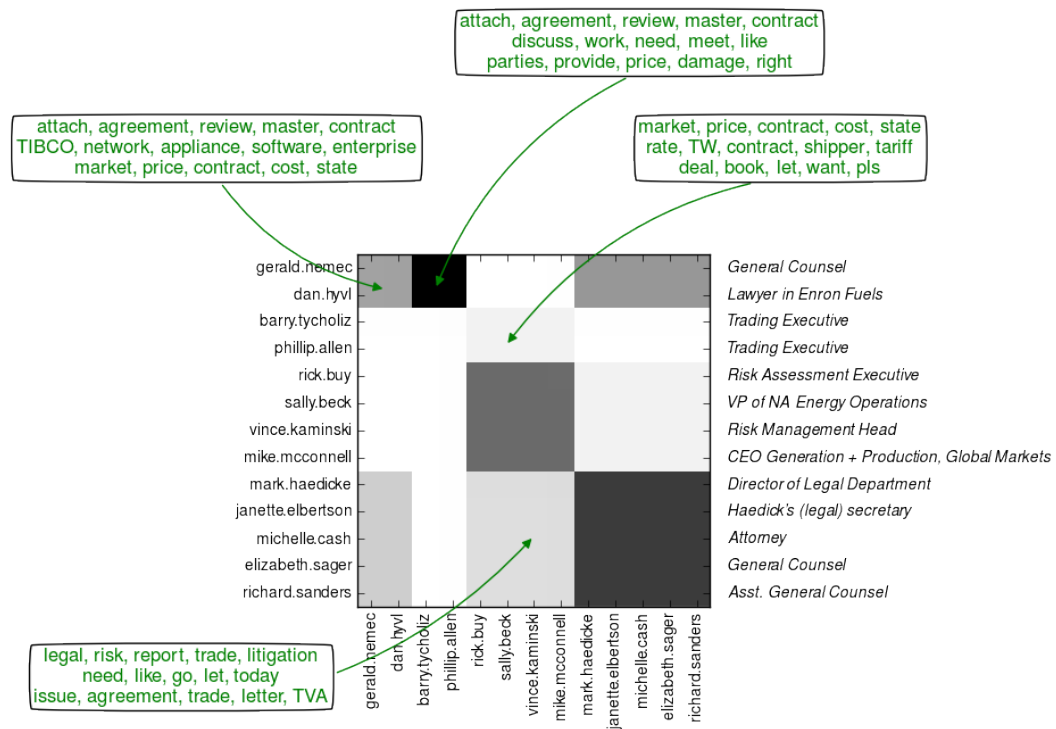 attach, agreement, review, master, contract
discuss, work, need, meet, like
parties, provide, price, damage, right
attach, agreement, review, master, contract
TIBCO, network, appliance, software, enterprise
market, price, contract, cost, state
market, price, contract, cost, state
rate, TW, contract, shipper, tariff
deal, book, let, want, pls
gerald.nemec General Counsel
dan.hyvl Lawyer in Enron Fuels
barry.tycholiz Trading Executive
phillip.allen Trading Executive
rick.buy Risk Assessment Executive
sally.beck VP of NA Energy Operations
vince.kaminski Risk Management Head
mike.mcconnell CEO Generation + Production, Global Markets
mark.haedicke Director of Legal Department
janette.elbertson Haedick's (legal) secretary
michelle.cash Attorney
elizabeth.sager General Counsel
richard.sanders Asst. General Counsel
legal, risk, report, trade, litigation
need, like, go, let, today
issue, agreement, trade, letter, TVA
gerald.nemec
dan.hyvl
barry.tycholiz
phillip.allen
rick.buy
sally.beck
vince.kaminski
mike.mcconnell
mark.haedicke
janette.elbertson
michelle.cash
elizabeth.sager
richard.sanders